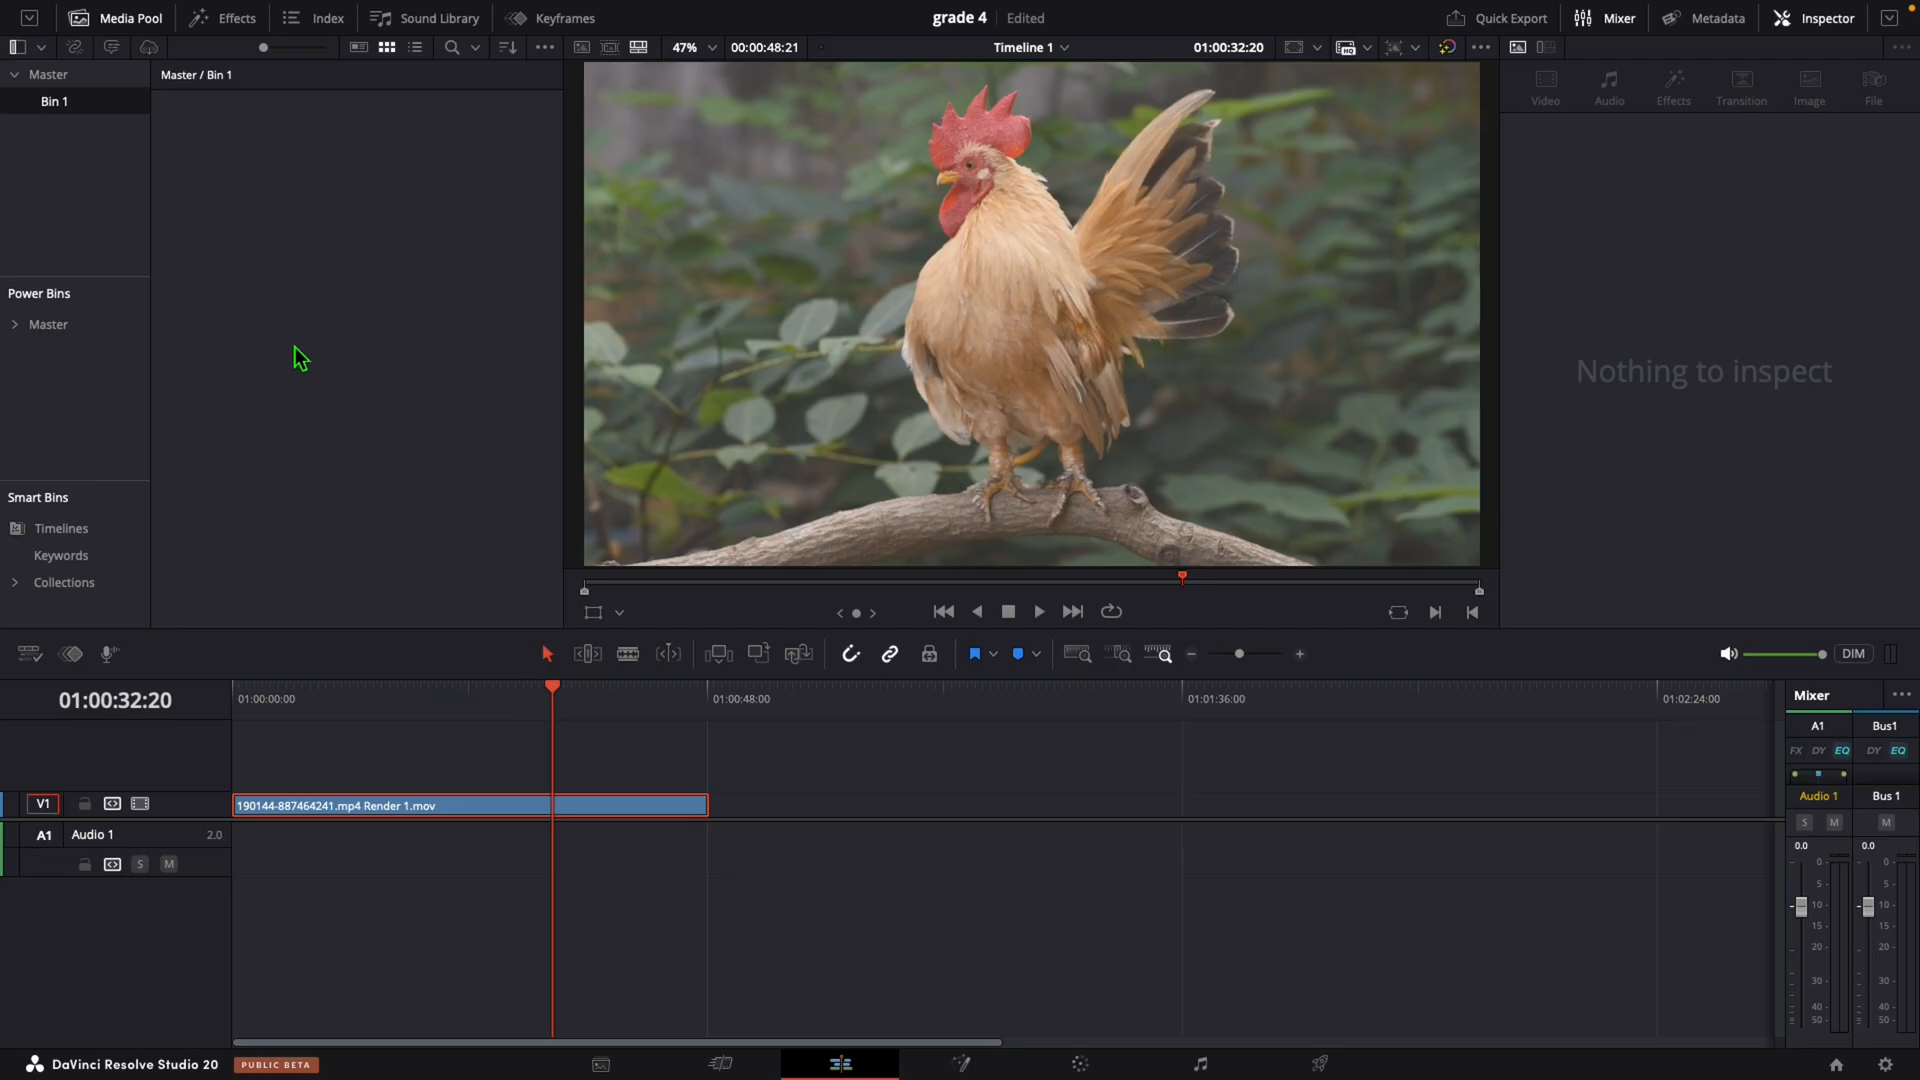 Media Pool Effects Index Sound Library Keyframes grade 4 Edited Quick Export Mixer Metadata Inspector
47% 00:00:48:21 Timeline 1 01:00:32:20
Master
Master / Bin 1
Bin 1
Video Audio Effects Transition Image File
Power Bins
Master
Nothing to inspect
Smart Bins
Timelines
Keywords
Collections
DIM
01:00:32:20
01:00:00:00 01:00:48:00 01:01:36:00 01:02:24:00
Mixer
A1 Bus1
FX DY EQ DY EQ
V1
190144-887464241.mp4 Render 1.mov
Audio 1 Bus 1
A1 Audio 1 2.0
S M M
S M
0.0 0.0
0 0
5 5
10 10
15 15
20 20
30 30
40 40
50 50
DaVinci Resolve Studio 20 PUBLIC BETA